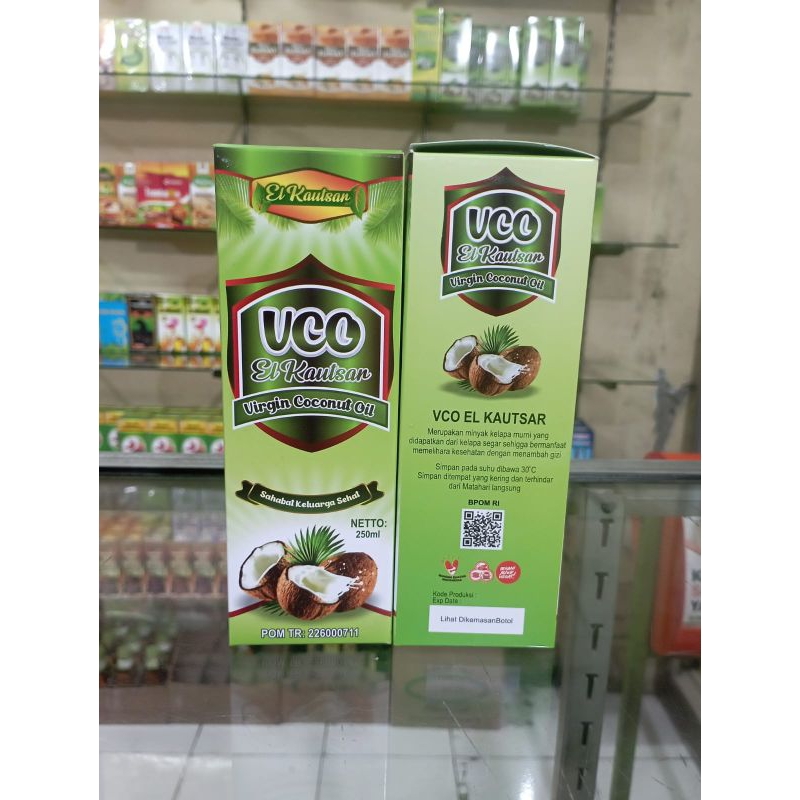 El Kautsar
VCO
El Kautsar
Virgin Coconut Oil
Sahabat Keluarga Sehat
NETTO:
250ml
POM TR: 226000711
VCO
El Kautsar
Virgin Coconut Oil
VCO EL KAUTSAR
Merupakan minyak kelapa murni yang
didapatkan dari kelapa segar sehigga bermanfaat
memelihara kesehatan dengan menambah gizi
Simpan pada suhu dibawa 30°C
Simpan ditempat yang kering dan terhindar
dari Matahari langsung
BPOM RI
Kode Produksi :
Exp Date :
Lihat DikemasanBotol